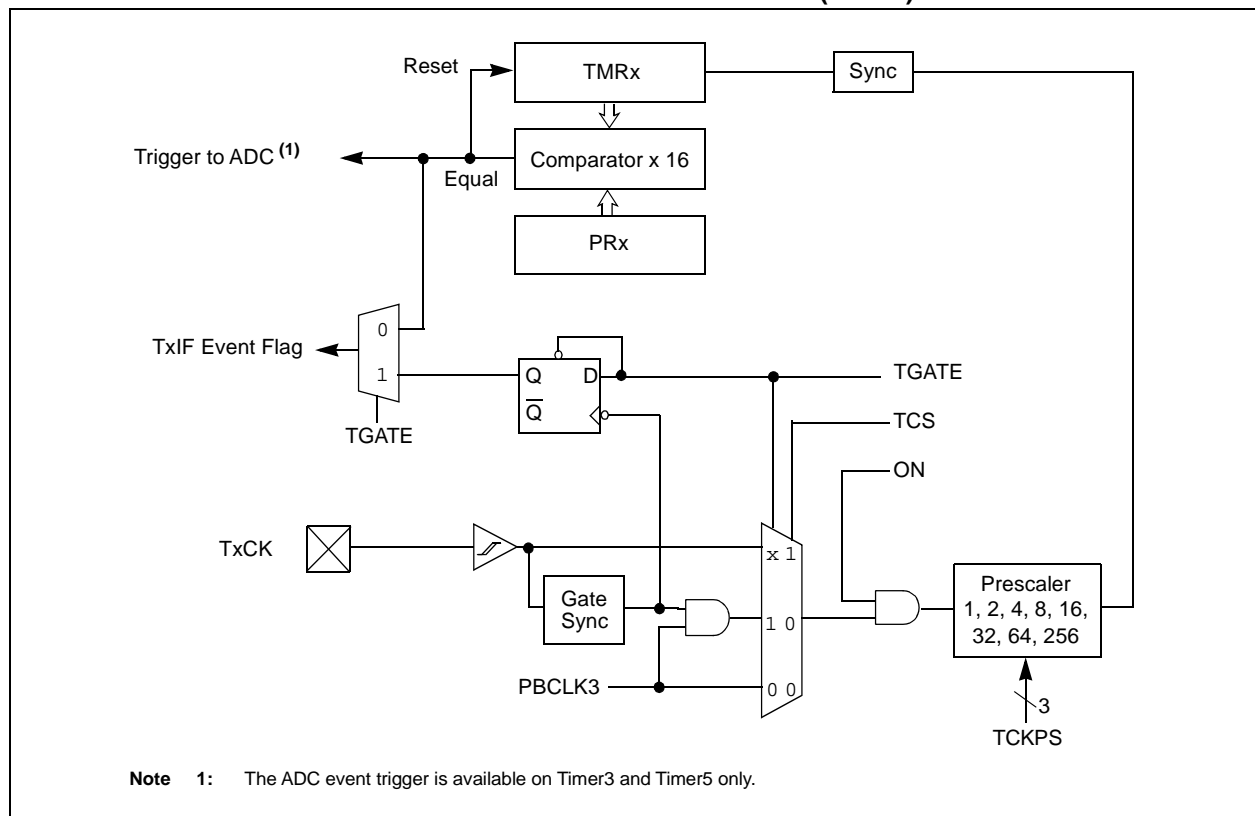 Reset
TMRx
Sync
Trigger to ADC (1)
Equal
Comparator x 16
PRx
TxIF Event Flag
0
1
TGATE
Q D
Q
TGATE
TCS
ON
TxCK
x 1
Gate
Sync
1 0
PBCLK3
0 0
Prescaler
1, 2, 4, 8, 16,
32, 64, 256
3
TCKPS
Note 1: The ADC event trigger is available on Timer3 and Timer5 only.